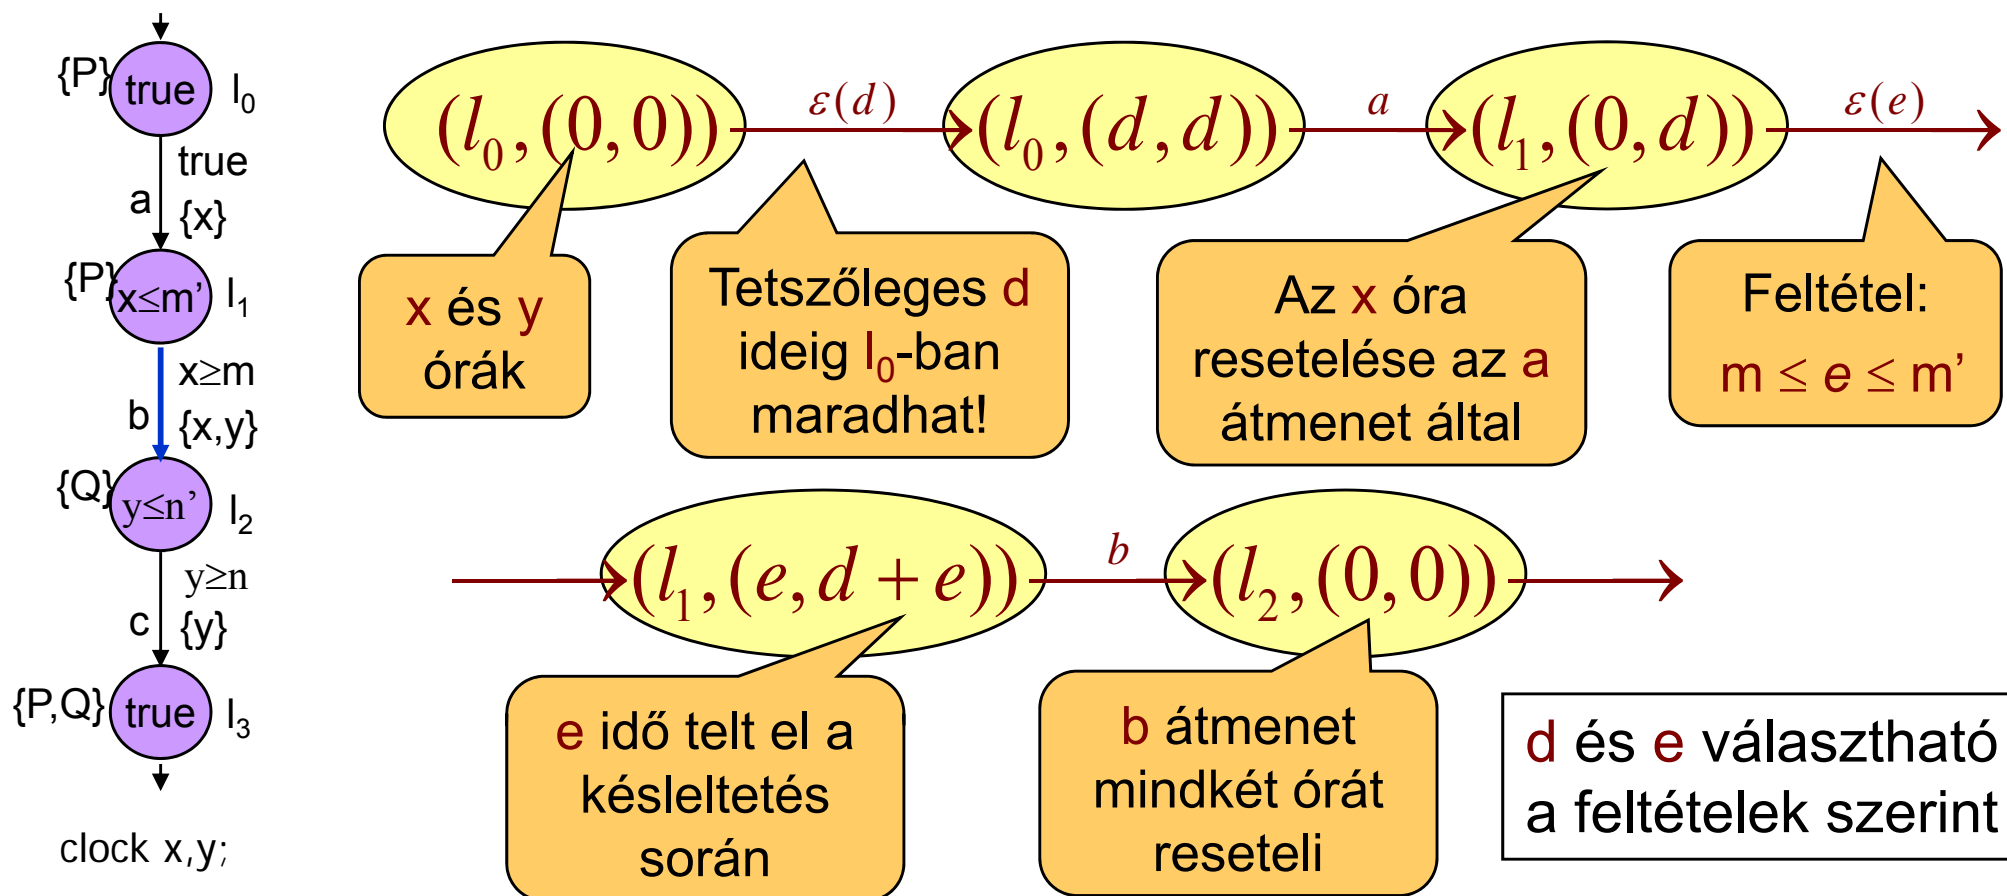 {P}
true
l₀
true
a
{x}
{P}
x≤m’
l₁
x≥m
b
{x,y}
{Q}
y≤n’
l₂
y≥n
c
{y}
{P,Q}
true
l₃
clock x,y;
(l₀,(0,0))
ε(d)
(l₀,(d,d))
a
(l₁,(0,d))
ε(e)
x és y
órák
Tetszőleges d
ideig l₀-ban
maradhat!
Az x óra
resetelése az a
átmenet által
Feltétel:
m ≤ e ≤ m’
(l₁,(e,d+e))
b
(l₂,(0,0))
e idő telt el a
késleltetés
során
b átmenet
mindkét órát
reseteli
d és e választható
a feltételek szerint